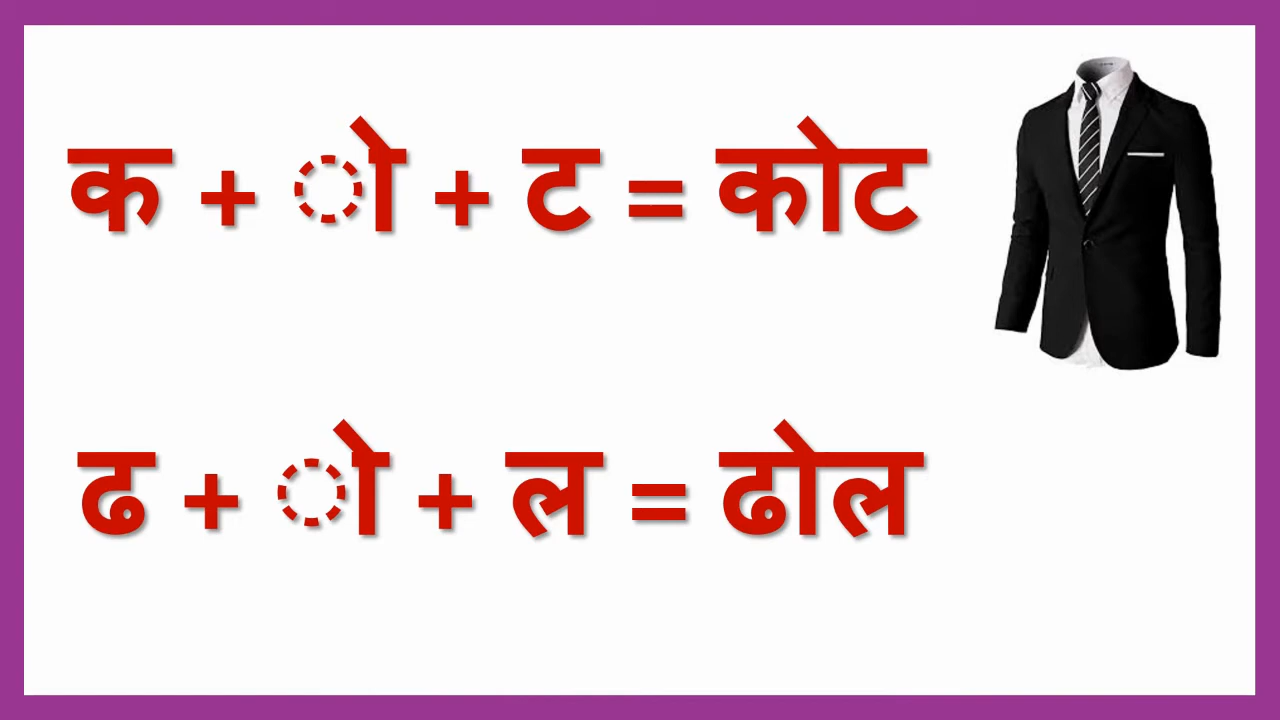 क + ो + ट = कोट
ढ + ो + ल = ढोल